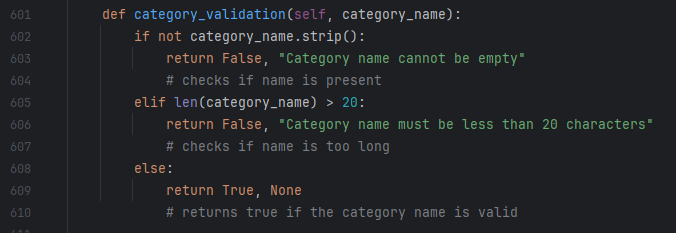 601 def category_validation(self, category_name):
602 if not category_name.strip():
603 return False, "Category name cannot be empty"
604 # checks if name is present
605 elif len(category_name) > 20:
606 return False, "Category name must be less than 20 characters"
607 # checks if name is too long
608 else:
609 return True, None
610 # returns true if the category name is valid